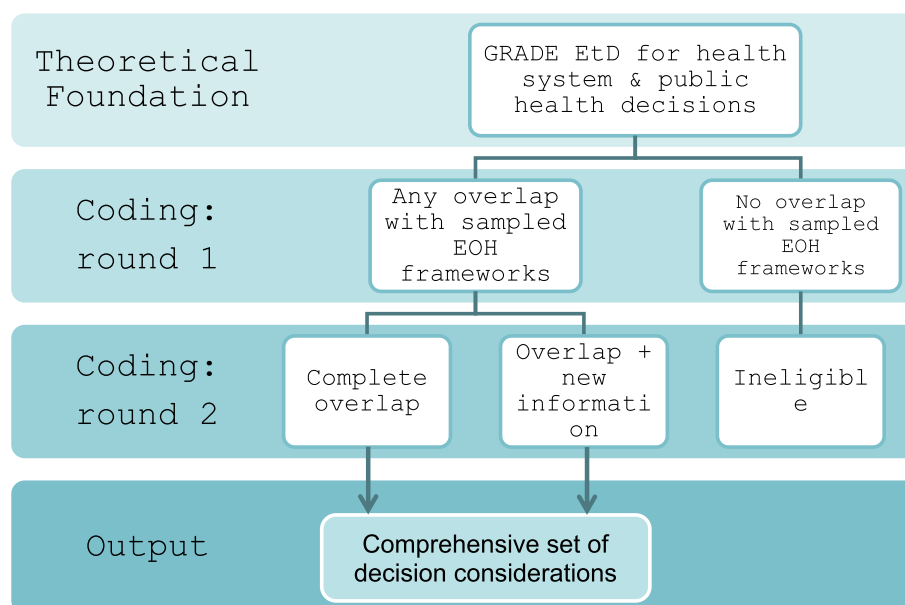 Theoretical
Foundation
GRADE EtD for health
system & public
health decisions
Coding:
round 1
Any overlap
with sampled
EOH
frameworks
No overlap
with sampled
EOH
frameworks
Coding:
round 2
Complete
overlap
Overlap +
new
informati
on
Ineligibl
e
Output
Comprehensive set of
decision considerations